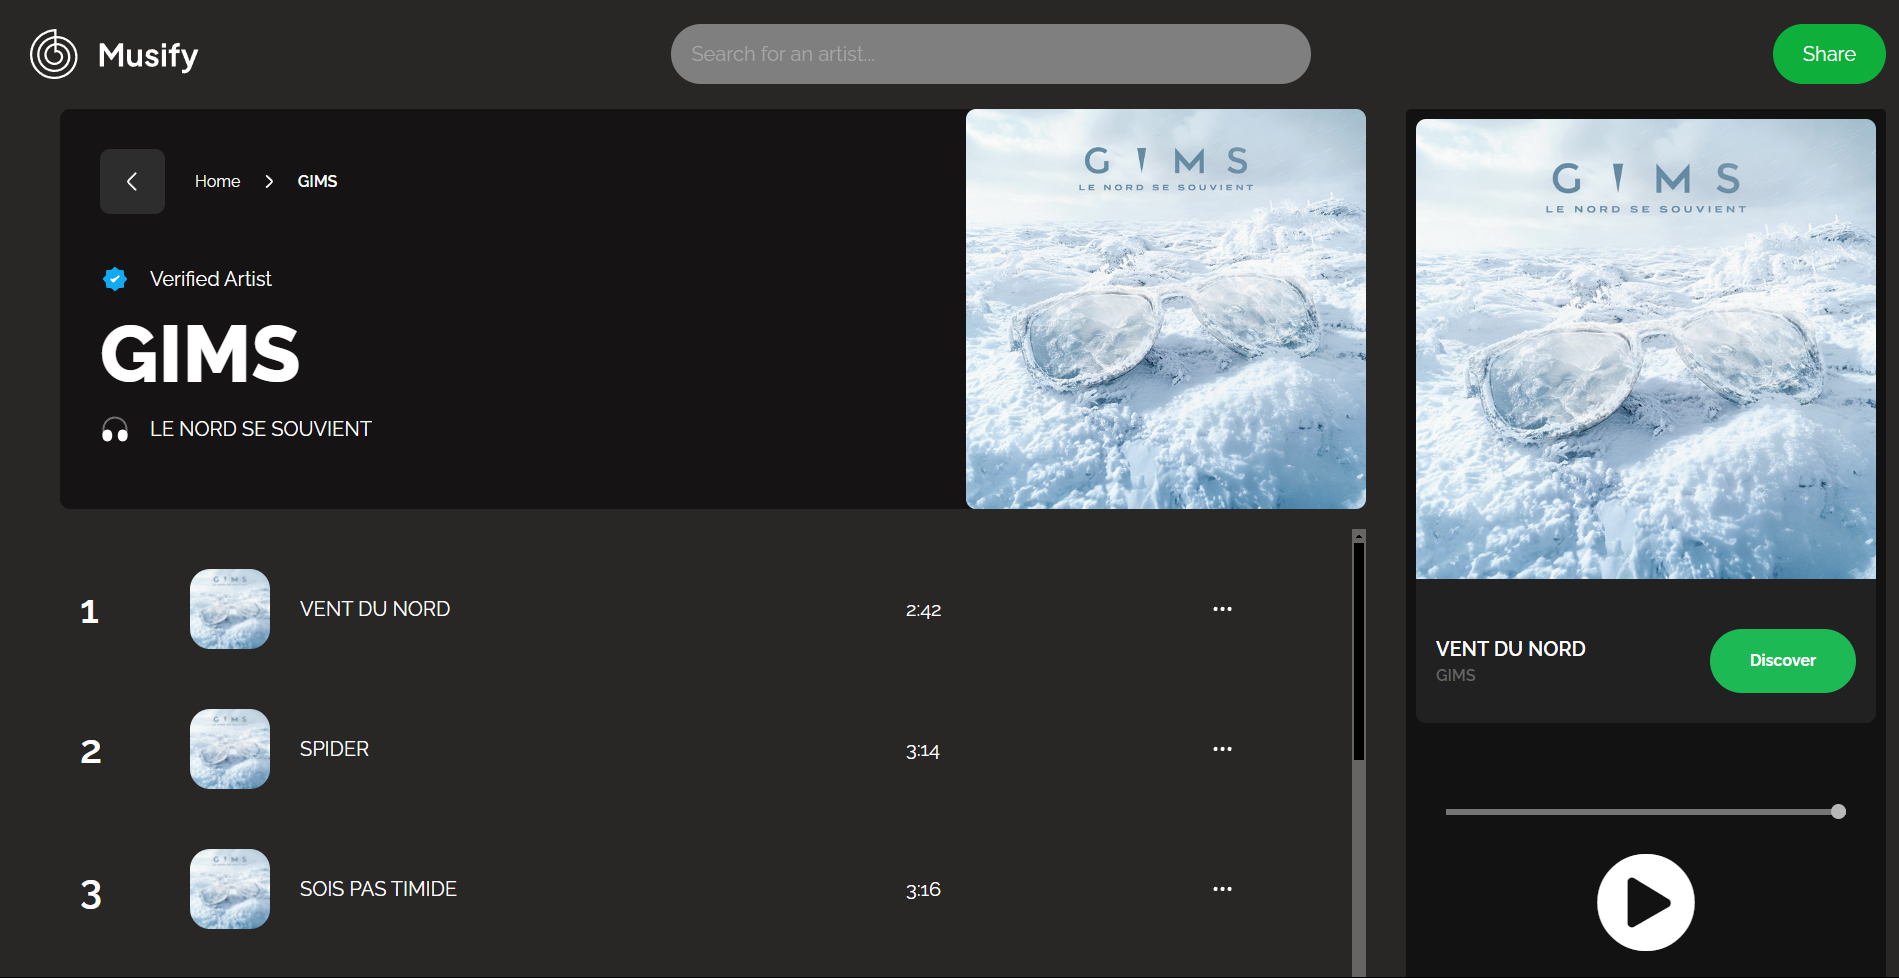 Musify
Search for an artist...
Share
Home > GIMS
Verified Artist
GIMS
LE NORD SE SOUVIENT
GIMS
LE NORD SE SOUVIENT
1 VENT DU NORD 2:42 •••
2 SPIDER 3:14 •••
3 SOIS PAS TIMIDE 3:16 •••
GIMS
LE NORD SE SOUVIENT
VENT DU NORD
GIMS
Discover